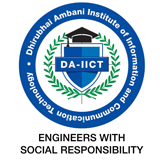 Dhirubhai Ambani Institute of Information and Communication Technology
DA-IICT
ENGINEERS WITH
SOCIAL RESPONSIBILITY